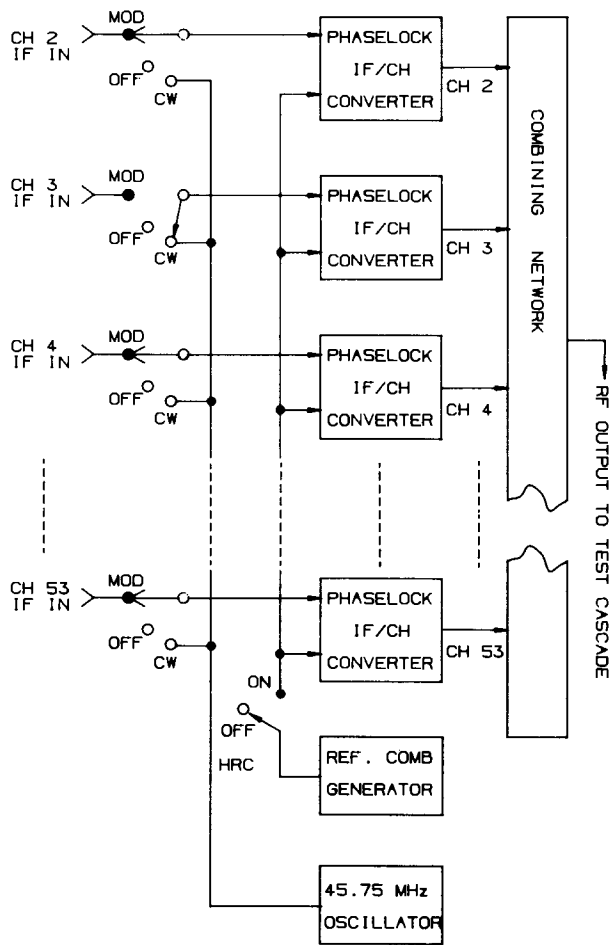 CH 2
IF IN
MOD
OFF
CW
PHASELOCK
IF/CH
CONVERTER
CH 2
COMBINING NETWORK
CH 3
IF IN
MOD
OFF
CW
PHASELOCK
IF/CH
CONVERTER
CH 3
CH 4
IF IN
MOD
OFF
CW
PHASELOCK
IF/CH
CONVERTER
CH 4
RF OUTPUT TO TEST CASCADE
CH 53
IF IN
MOD
OFF
CW
PHASELOCK
IF/CH
CONVERTER
CH 53
ON
OFF
HRC
REF. COMB
GENERATOR
45.75 MHz
OSCILLATOR